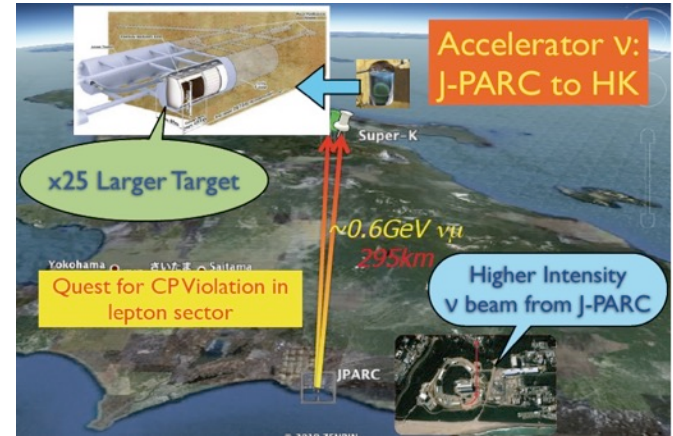 Accelerator ν:
J-PARC to HK
Super-K
x25 Larger Target
~0.6GeV νμ
295km
Yokohama さいたま Saitama
Quest for CP Violation in
lepton sector
Higher Intensity
ν beam from J-PARC
JPARC